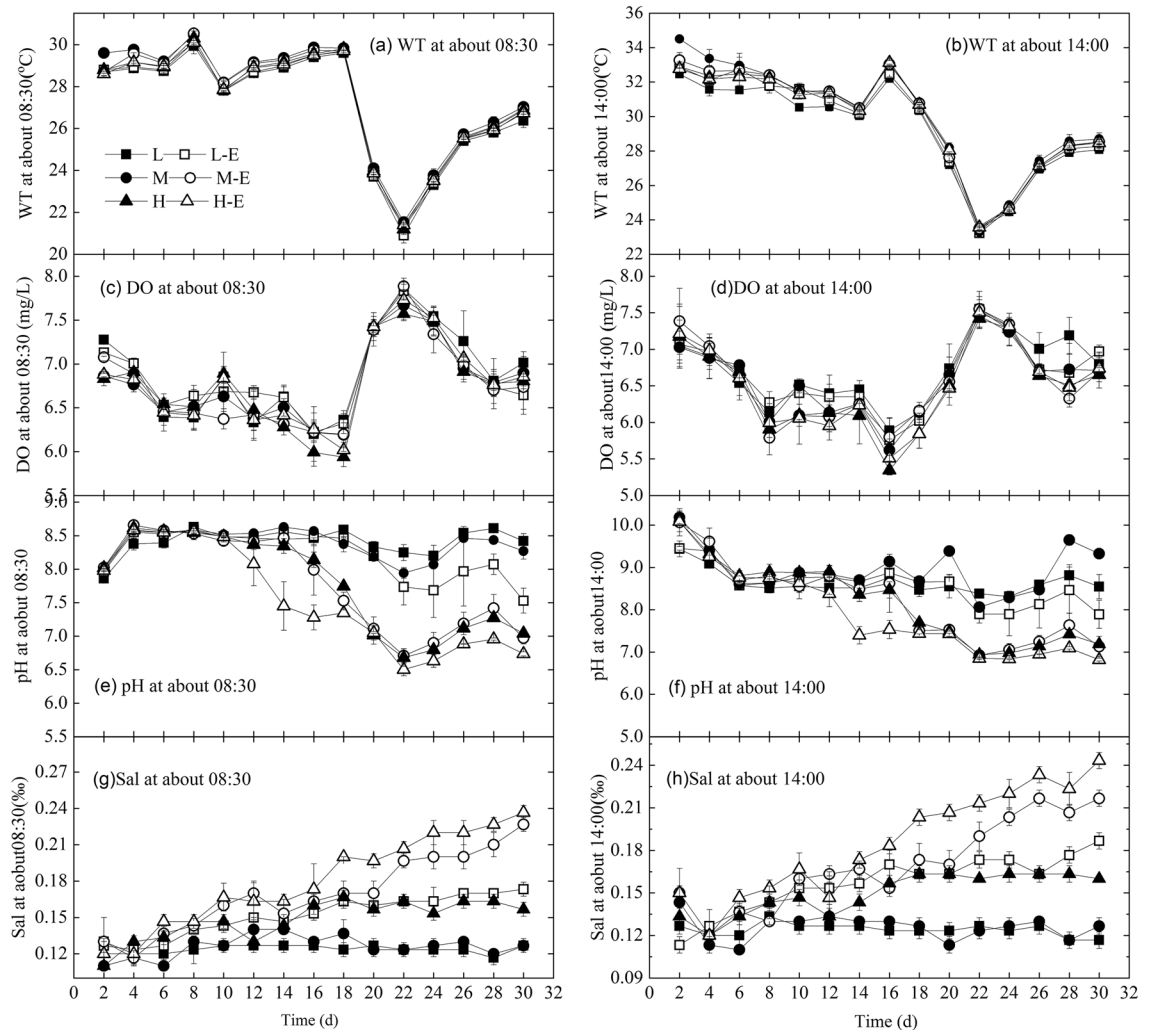 (a) WT at about 08:30
WT at about 08:30(°C)
30
28
26
24
22
20
L L-E
M M-E
H H-E
(b)WT at about 14:00
WT at about 14:00(°C)
36
34
32
30
28
26
24
22
(c) DO at about 08:30
DO at about 08:30 (mg/L)
8.0
7.5
7.0
6.5
6.0
5.5
(d)DO at about 14:00
DO at about14:00 (mg/L)
8.0
7.5
7.0
6.5
6.0
5.5
5.0
(e) pH at about 08:30
pH at aobut 08:30
9.0
8.5
8.0
7.5
7.0
6.5
6.0
5.5
(f) pH at about 14:00
pH at aobut14:00
10.0
9.0
8.0
7.0
6.0
5.0
(g)Sal at about 08:30
Sal at aobout08:30(‰)
0.27
0.24
0.21
0.18
0.15
0.12
0 2 4 6 8 10 12 14 16 18 20 22 24 26 28 30 32
Time (d)
(h)Sal at about 14:00
Sal at aobut 14:00(‰)
0.24
0.21
0.18
0.15
0.12
0.09
0 2 4 6 8 10 12 14 16 18 20 22 24 26 28 30 32
Time (d)